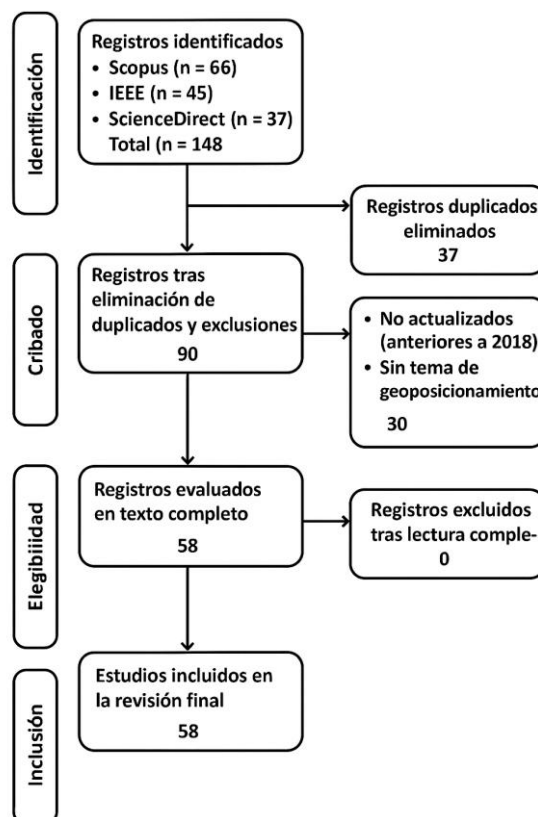 Identificación
Registros identificados
• Scopus (n = 66)
• IEEE (n = 45)
• ScienceDirect (n = 37)
Total (n = 148
Registros duplicados
eliminados
37
Cribado
Registros tras
eliminación de
duplicados y exclusiones
90
• No actualizados
(anteriores a 2018)
• Sin tema de
geoposicionamiento
30
Elegibiiidad
Registros evaluados
en texto completo
58
Registros excluidos
tras lectura comple-
0
Inclusión
Estudios incluidos en
la revisión final
58